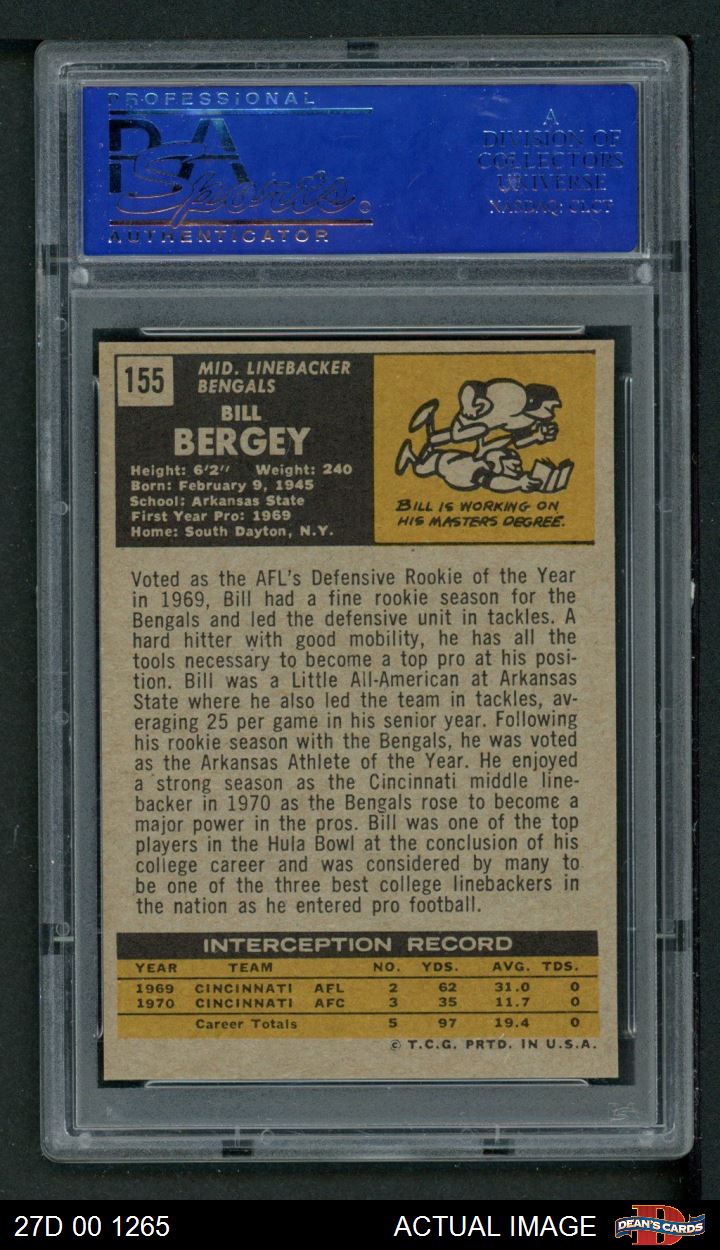 PROFESSIONAL
PSA
Sports
AUTHENTICATOR
A
DIVISION OF
COLLECTORS
UNIVERSE
NASDAQ: CLCT
155
MID. LINEBACKER
BENGALS
BILL
BERGEY
Height: 6'2" Weight: 240
Born: February 9, 1945
School: Arkansas State
First Year Pro: 1969
Home: South Dayton, N.Y.
BILL IS WORKING ON
HIS MASTERS DEGREE.
Voted as the AFL's Defensive Rookie of the Year
in 1969, Bill had a fine rookie season for the
Bengals and led the defensive unit in tackles. A
hard hitter with good mobility, he has all the
tools necessary to become a top pro at his posi-
tion. Bill was a Little All-American at Arkansas
State where he also led the team in tackles, av-
eraging 25 per game in his senior year. Following
his rookie season with the Bengals, he was voted
as the Arkansas Athlete of the Year. He enjoyed
a strong season as the Cincinnati middle line-
backer in 1970 as the Bengals rose to become a
major power in the pros. Bill was one of the top
players in the Hula Bowl at the conclusion of his
college career and was considered by many to
be one of the three best college linebackers in
the nation as he entered pro football.
INTERCEPTION RECORD
YEAR TEAM NO. YDS. AVG. TDS.
1969 CINCINNATI AFL 2 62 31.0 0
1970 CINCINNATI AFC 3 35 11.7 0
Career Totals 5 97 19.4 0
© T.C.G. PRTD. IN U.S.A.
27D 00 1265 ACTUAL IMAGE
DEAN'S CARDS